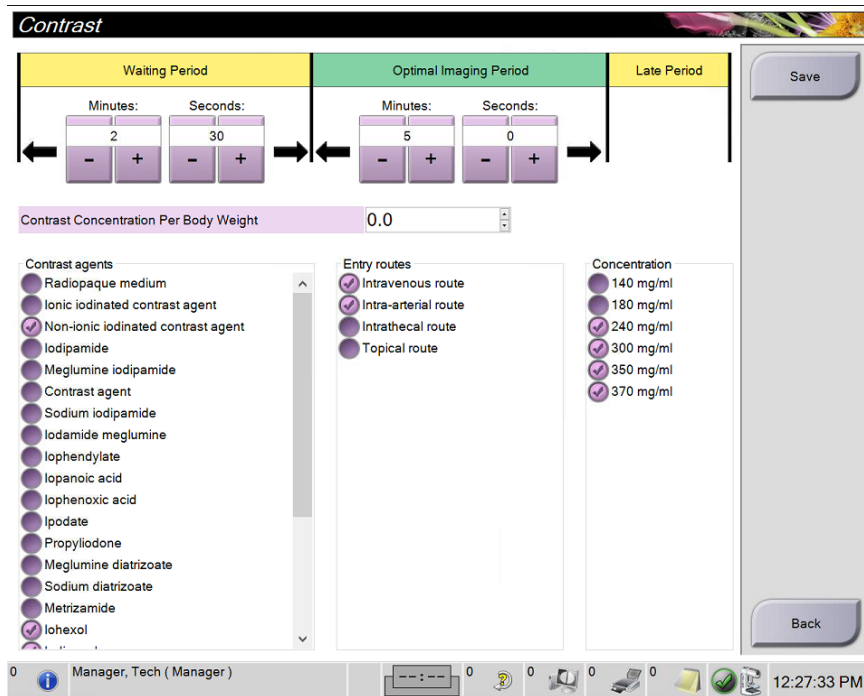 Contrast
Waiting Period
Optimal Imaging Period
Late Period
Save
Minutes:
Seconds:
Minutes:
Seconds:
2
30
5
0
- + - + - + - +
Contrast Concentration Per Body Weight
0.0
Contrast agents
Radiopaque medium
Ionic iodinated contrast agent
Non-ionic iodinated contrast agent
Iodipamide
Meglumine iodipamide
Contrast agent
Sodium iodipamide
Iodamide meglumine
Iophendylate
Iopanoic acid
Iophenoxic acid
Ipodate
Propyliodone
Meglumine diatrizoate
Sodium diatrizoate
Metrizamide
Iohexol
Entry routes
Intravenous route
Intra-arterial route
Intrathecal route
Topical route
Concentration
140 mg/ml
180 mg/ml
240 mg/ml
300 mg/ml
350 mg/ml
370 mg/ml
Back
0
Manager, Tech ( Manager )
--:--
0
0
0
0
12:27:33 PM